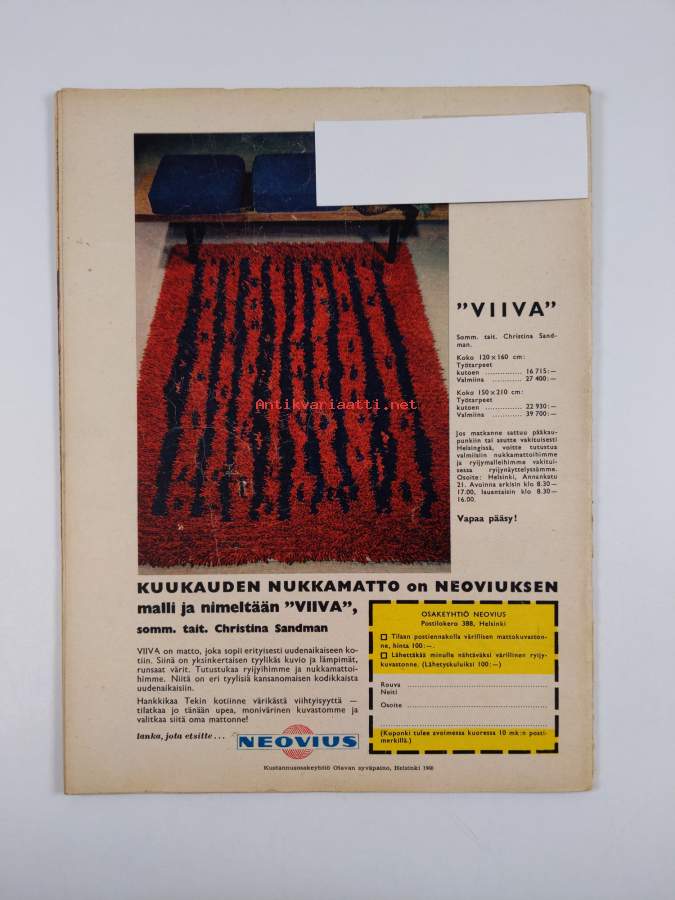 Antikvariaatti.net
"VIIVA"
Somm. tait. Christina Sand-
man.
Koko 120 x 160 cm:
Työtarpeet
kutoen ............... 16 715:—
Valmiina ............ 27 400:—
Koko 150 x 210 cm:
Työtarpeet
kutoen ............... 22 930:—
Valmiina ............ 39 700:—
Jos matkanne sattuu pääkau-
punkiin tai asutte vakituisesti
Helsingissä, voitte tutustua
valmiisiin nukkamattoihimme
ja ryijymalleihimme vakitui-
sessa ryijynäyttelyssämme.
Osoite: Helsinki, Annankatu
21. Avoinna arkisin klo 8.30—
17.00, lauantaisin klo 8.30—
16.00.
Vapaa pääsy!
KUUKAUDEN NUKKAMATTO on NEOVIUKSEN
malli ja nimeltään "VIIVA",
somm. tait. Christina Sandman
VIIVA on matto, joka sopii erityisesti uudenaikaiseen ko-
tiin. Siinä on yksinkertaisen tyylikäs kuvio ja lämpimät,
runsaat värit. Tutustukaa ryijyihimme ja nukkamattoi-
himme. Niitä on eri tyylisiä kansanomaisen kodikkaista
uudenaikaisiin.
Hankkikaa Tekin kotiinne värikästä viihtyisyyttä —
tilatkaa jo tänään upea, monivärinen kuvastomme ja
valitkaa siitä oma mattonne!
lanka, jota etsitte . . .
NEOVIUS
OSAKEYHTIÖ NEOVIUS
Postilokero 388, Helsinki
Tilaan postiennakolla värillisen mattokuvaston-
ne, hinta 100:—.
Lähettäkää minulle nähtäväksi värillinen ryijy-
kuvastonne. (Lähetyskuluiksi 100:—)
Rouva
Neiti
Osoite
(Kuponki tulee avoimessa kuoressa 10 mk:n posti-
merkillä.)
Kustannusosakeyhtiö Otavan syväpaino, Helsinki 1960